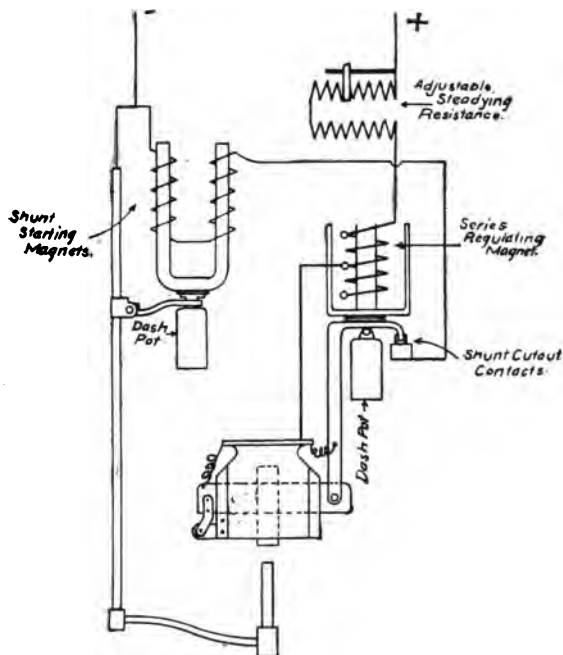 -
+
Adjustable
Steadying
Resistance.
Shunt
Starting
Magnets.
Series
Regulating
Magnet.
Dash
Pot
Shunt Cutout
Contacts.
Dash Pot